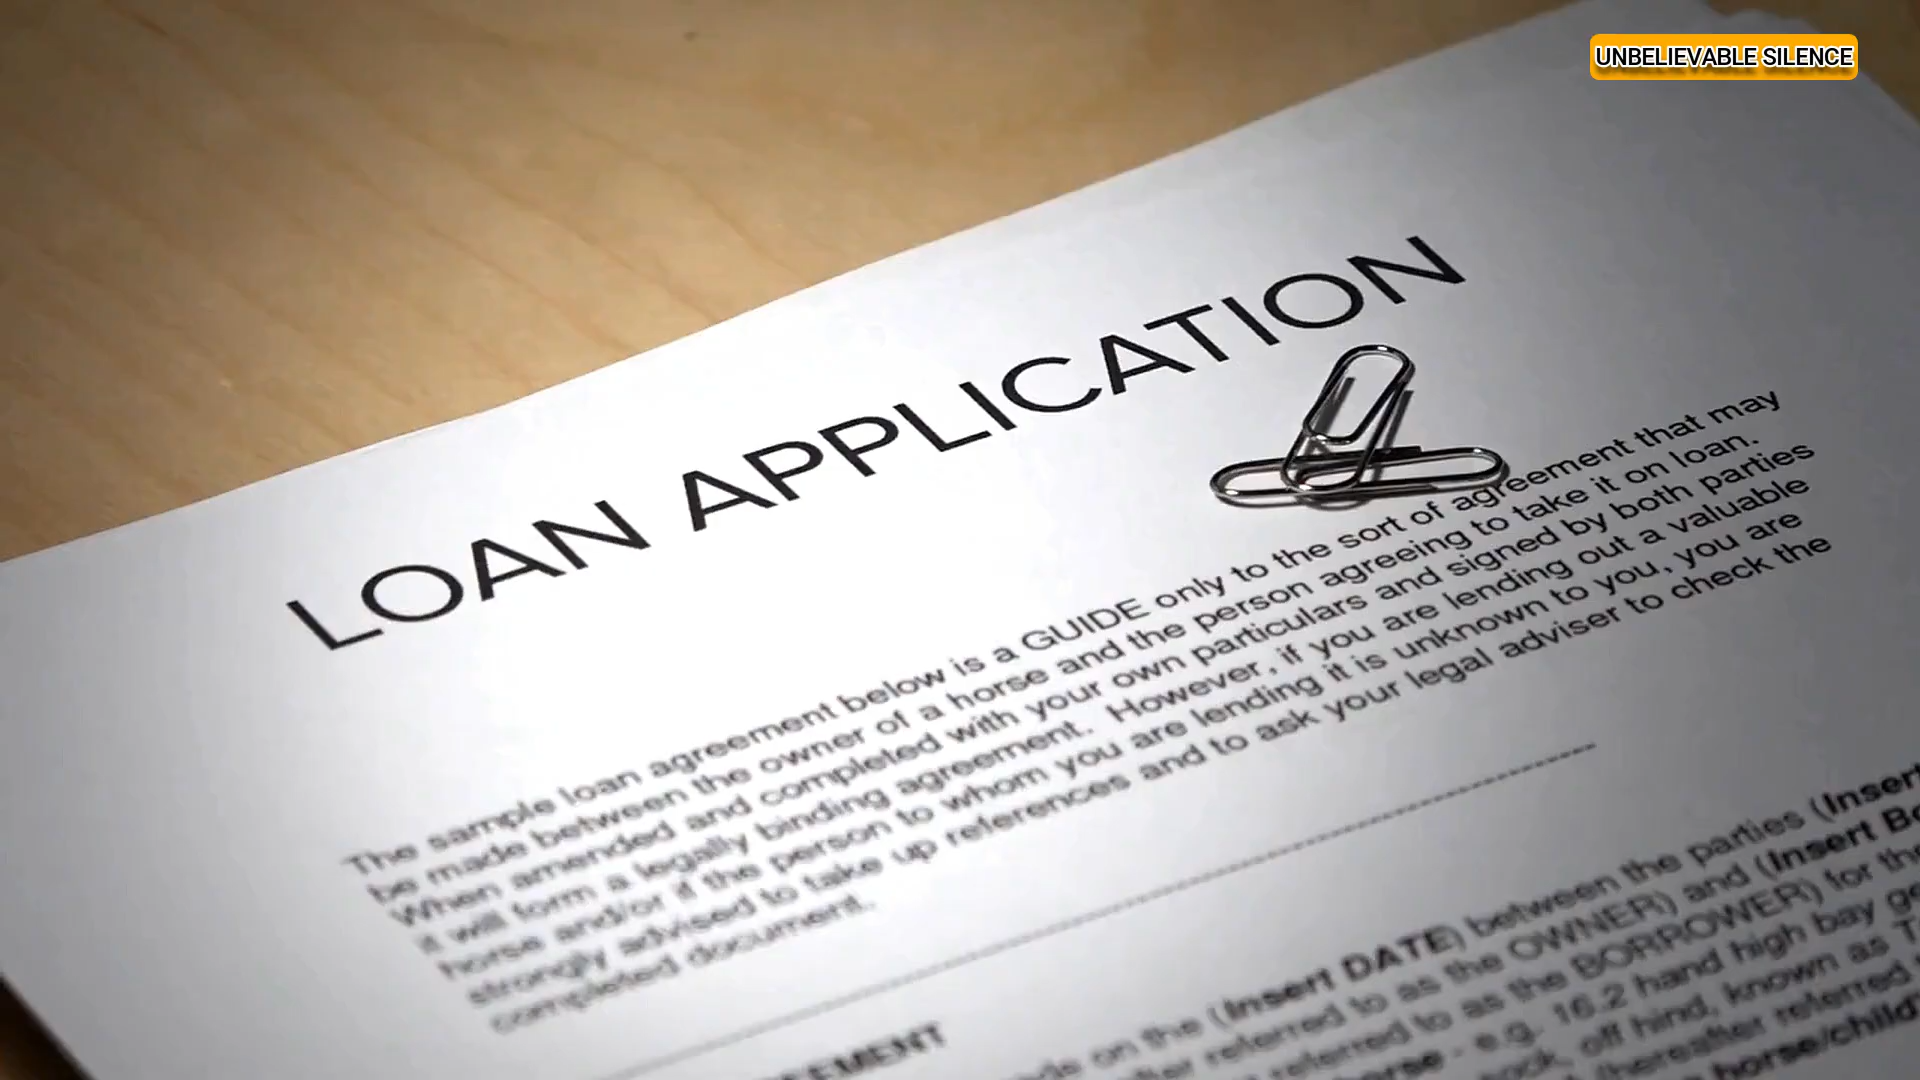 UNBELIEVABLE SILENCE
LOAN APPLICATION
The sample loan agreement below is a GUIDE only to the sort of agreement that may
be made between the owner of a horse and the person agreeing to take it on loan.
When amended and completed with your own particulars and signed by both parties
it will form a legally binding agreement. However, if you are lending out a valuable
horse and/or if the person to whom you are lending it is unknown to you, you are
strongly advised to take up references and to ask your legal adviser to check the
completed document.
on the (Insert DATE) between the parties (Insert
referred to as the OWNER) and (Insert
referred to as the BORROWER) for the
- e.g. 16.2 hand high bay
off hind, known as
(hereafter referred
horse/child